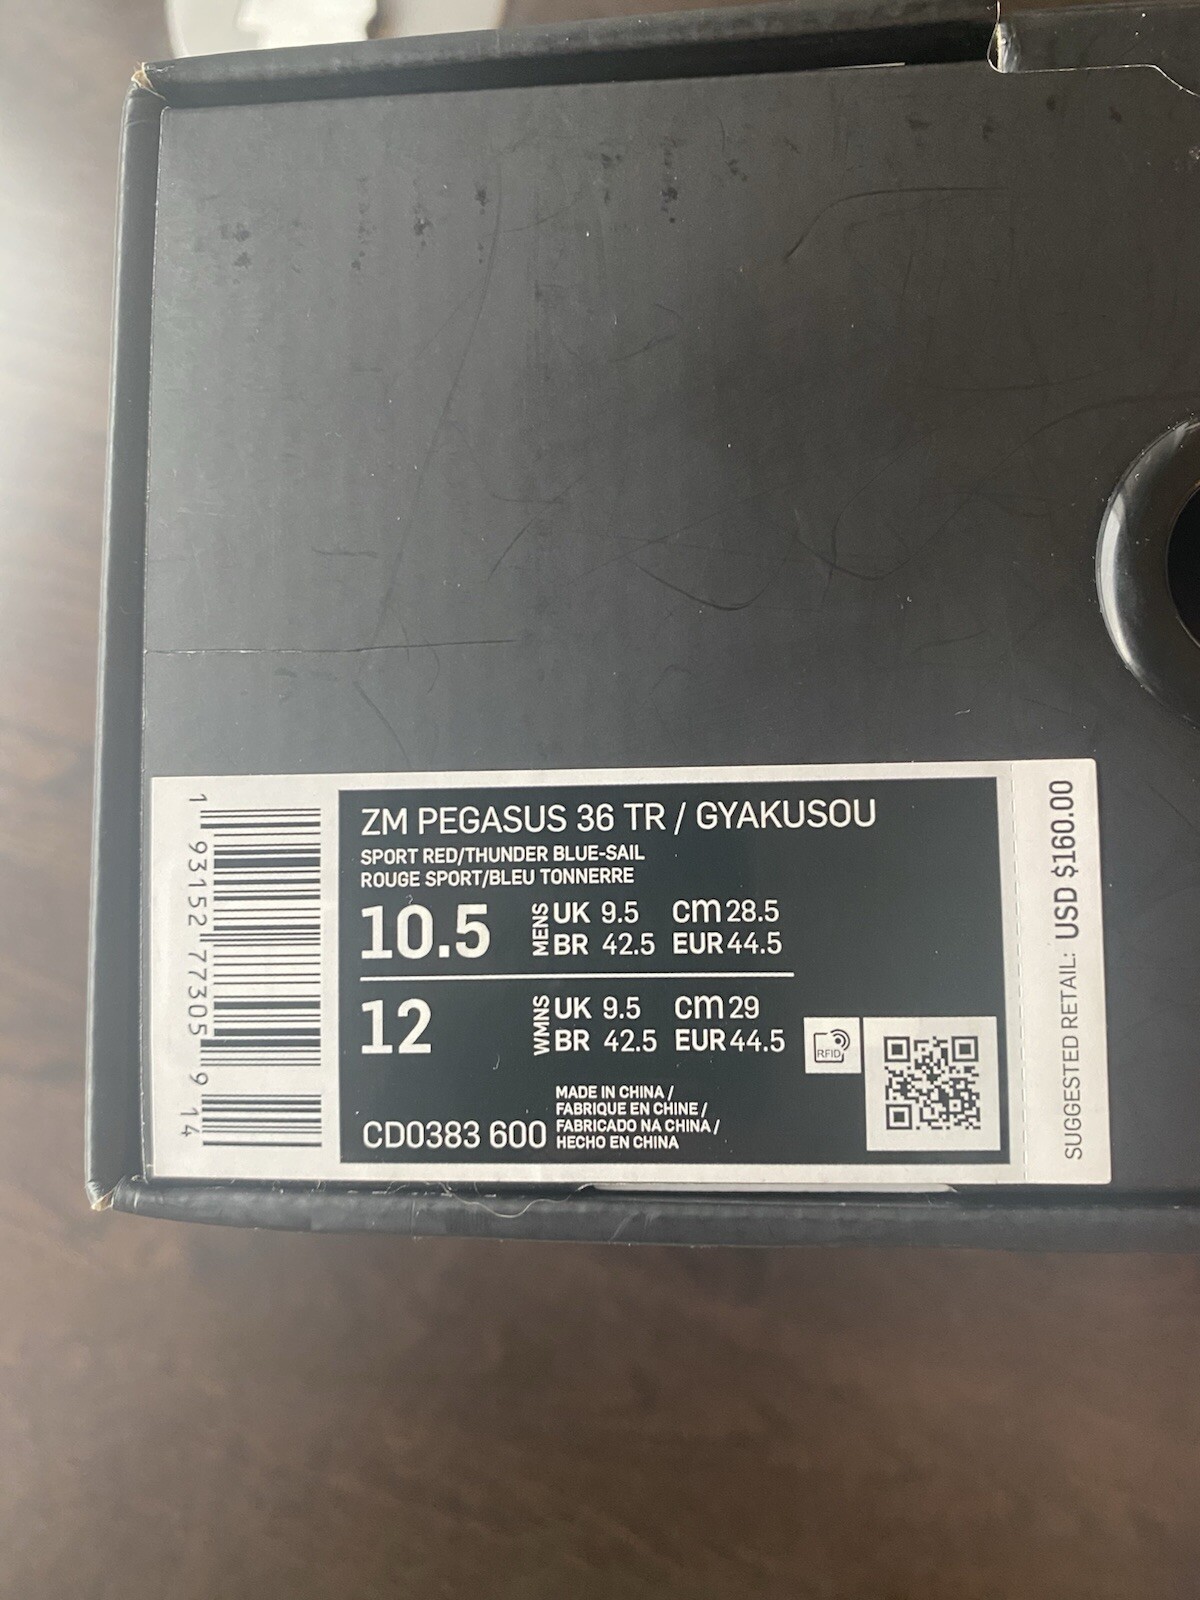 ZM PEGASUS 36 TR / GYAKUSOU
SPORT RED/THUNDER BLUE-SAIL
ROUGE SPORT/BLEU TONNERRE
10.5 MENS UK 9.5 cm 28.5
BR 42.5 EUR 44.5
12 WMNS UK 9.5 cm 29
BR 42.5 EUR 44.5
RFID
CD0383 600
MADE IN CHINA /
FABRIQUE EN CHINE /
FABRICADO NA CHINA /
HECHO EN CHINA
1 93152 77305 9 14
SUGGESTED RETAIL: USD $160.00